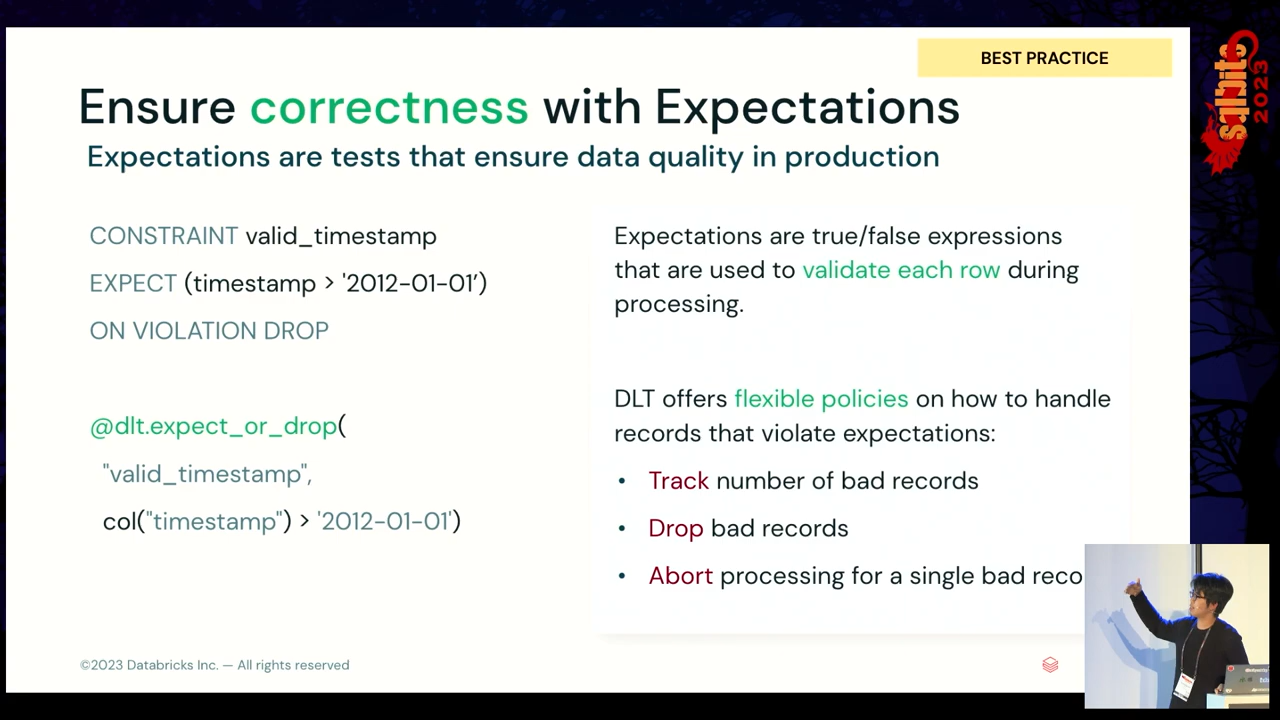 BEST PRACTICE
Ensure correctness with Expectations
Expectations are tests that ensure data quality in production
CONSTRAINT valid_timestamp
EXPECT (timestamp > '2012-01-01’)
ON VIOLATION DROP
@dlt.expect_or_drop(
"valid_timestamp",
col("timestamp") > '2012-01-01')
Expectations are true/false expressions
that are used to validate each row during
processing.
DLT offers flexible policies on how to handle
records that violate expectations:
• Track number of bad records
• Drop bad records
• Abort processing for a single bad reco
©2023 Databricks Inc. — All rights reserved
sqlbits
2023